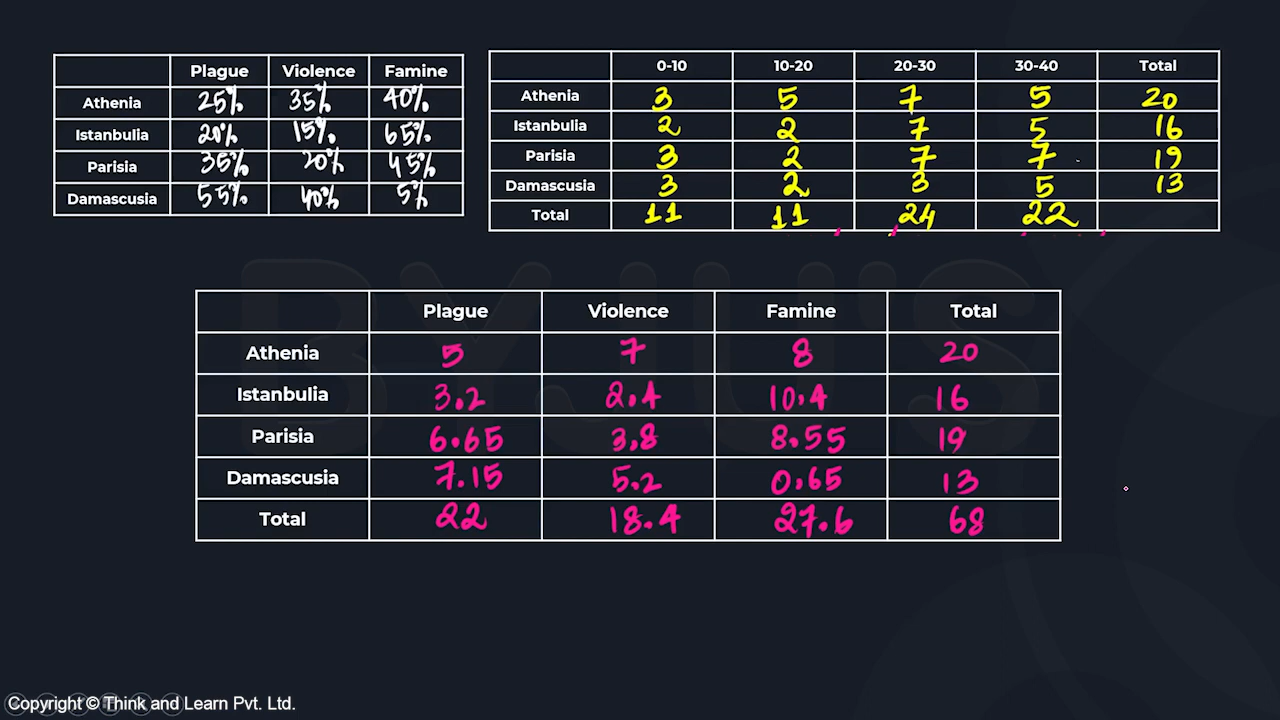 Plague Violence Famine
Athenia 25% 35% 40%
Istanbulia 20% 15% 65%
Parisia 35% 20% 45%
Damascusia 55% 40% 5%
0-10 10-20 20-30 30-40 Total
Athenia 3 5 7 5 20
Istanbulia 2 2 7 5 16
Parisia 3 2 7 7 19
Damascusia 3 2 3 5 13
Total 11 11 24 22
BYJU'S
Plague Violence Famine Total
Athenia 5 7 8 20
Istanbulia 3.2 2.4 10.4 16
Parisia 6.65 3.8 8.55 19
Damascusia 7.15 5.2 0.65 13
Total 22 18.4 27.6 68
Copyright © Think and Learn Pvt. Ltd.